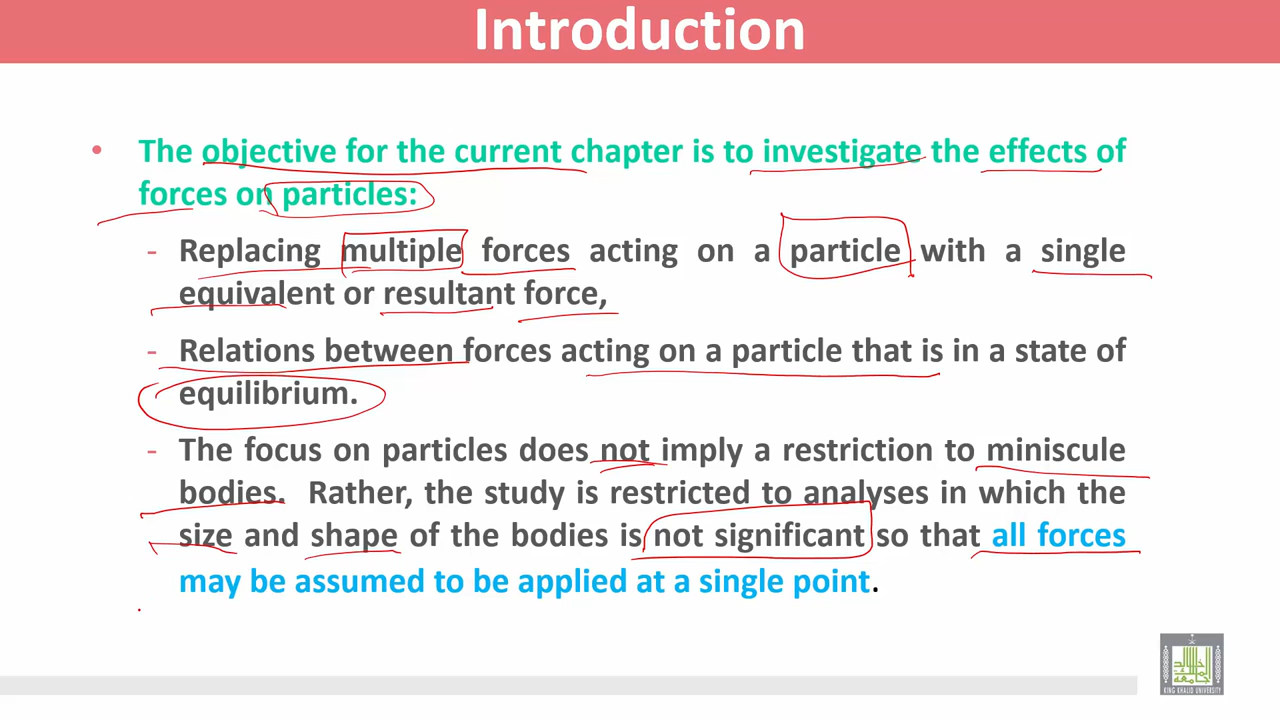 Introduction
• The objective for the current chapter is to investigate the effects of
forces on particles:
- Replacing multiple forces acting on a particle with a single
equivalent or resultant force,
- Relations between forces acting on a particle that is in a state of
equilibrium.
- The focus on particles does not imply a restriction to miniscule
bodies. Rather, the study is restricted to analyses in which the
size and shape of the bodies is not significant so that all forces
may be assumed to be applied at a single point.
KING KHALID UNIVERSITY